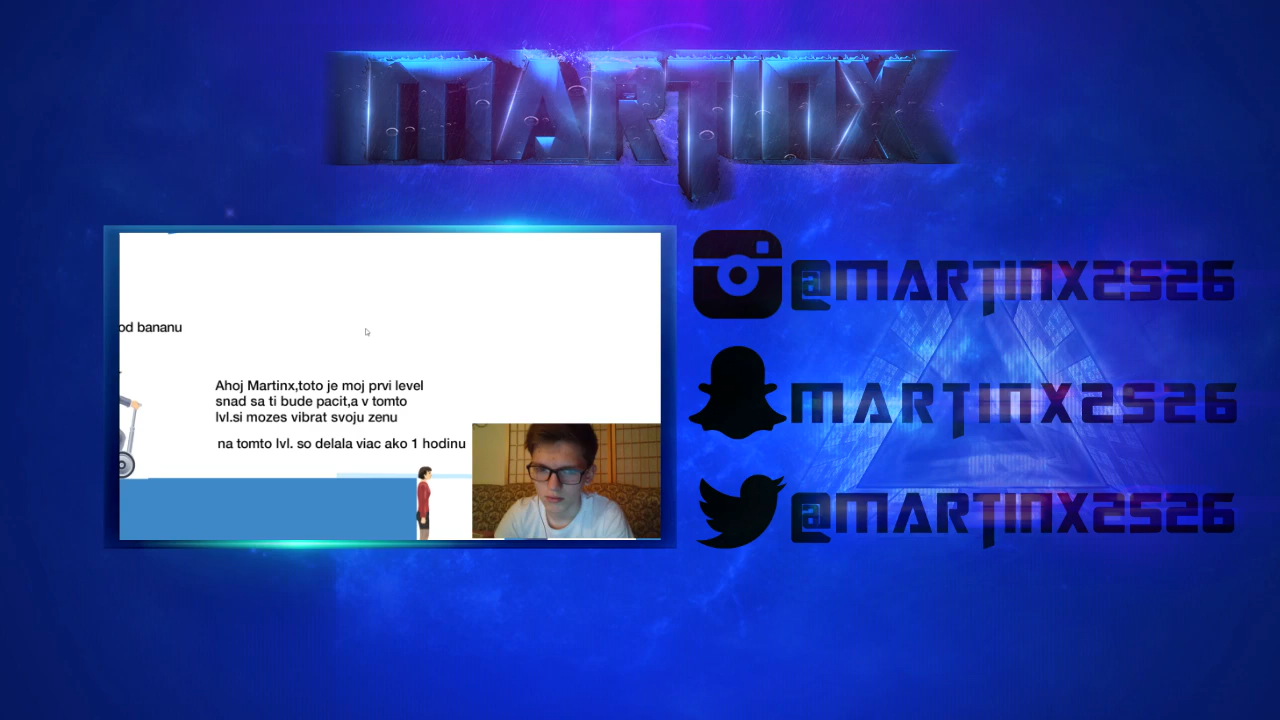 MARTINX
od bananu
Ahoj Martinx,toto je moj prvi level
snad sa ti bude pacit,a v tomto
lvl.si mozes vibrat svoju zenu
na tomto lvl. so delala viac ako 1 hodinu
@MARTINX2526
MARTINX2526
@MARTINX2526